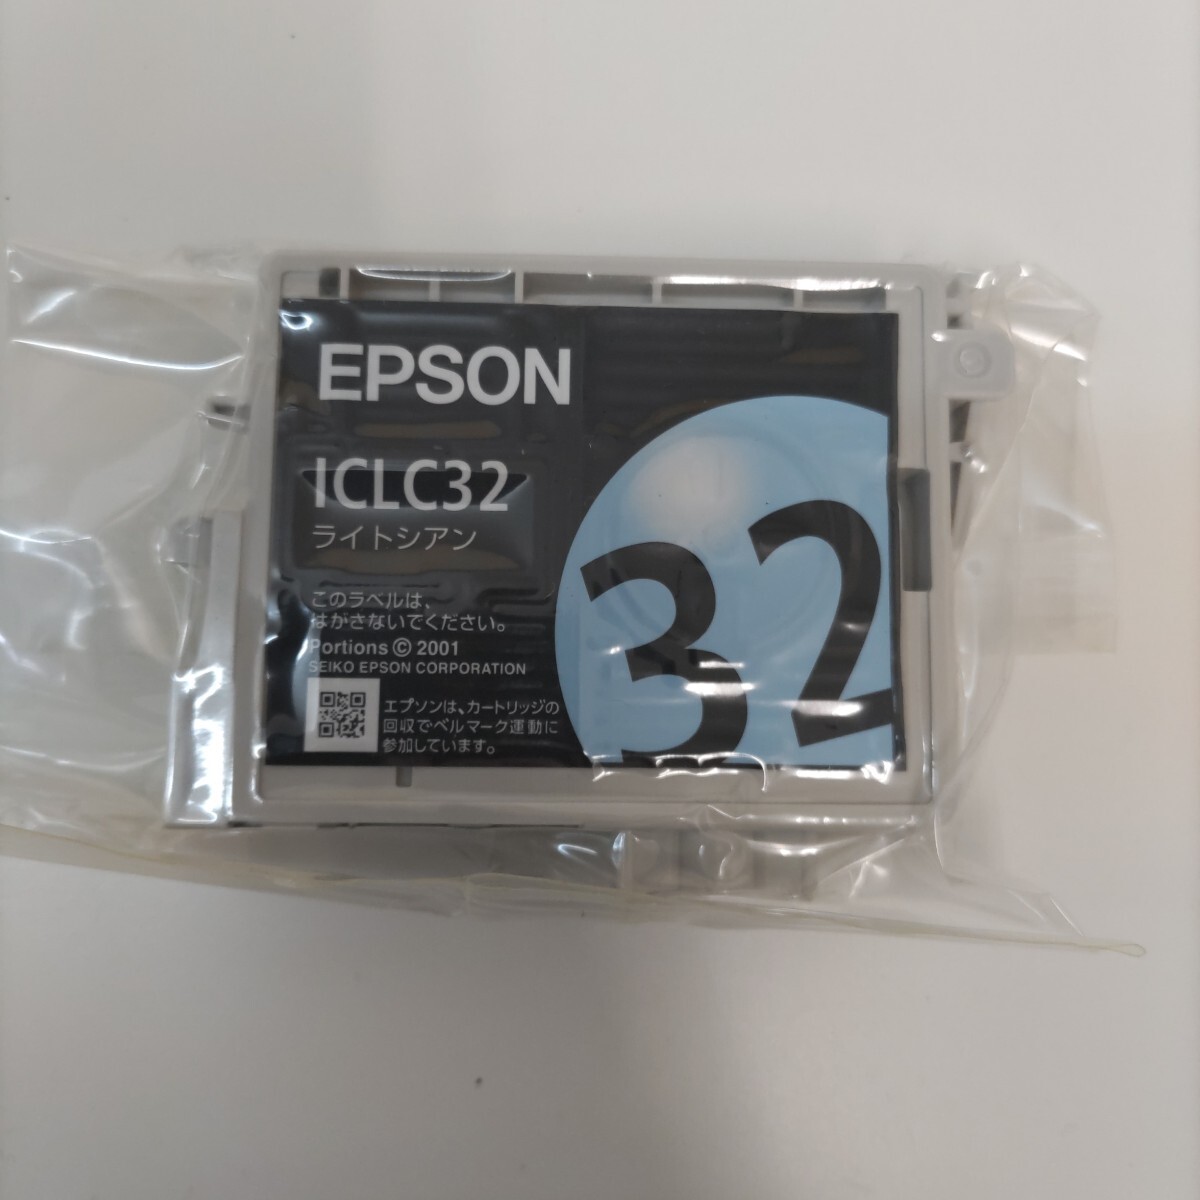 EPSON
ICLC32
ライトシアン
このラベルは、
はがさないでください。
Portions © 2001
SEIKO EPSON CORPORATION
エプソンは、カートリッジの
回収でベルマーク運動に
参加しています。
32